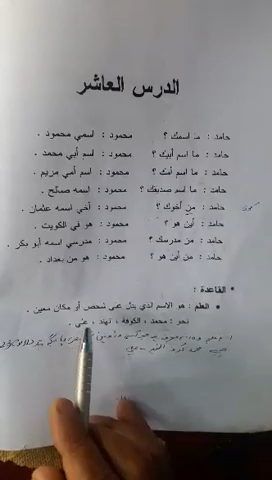 الدرس العاشر
حامد : ما اسمك ؟ محمود : اسمي محمود .
حامد : ما اسم أبيك ؟ محمود : اسم أبي محمد .
حامد : ما اسم أمك ؟ محمود : اسم أمي مريم .
حامد : ما اسم صديقك ؟ محمود : اسمه صالح .
حامد : من أخوك ؟ محمود : أخي اسمه عثمان .
حامد : أين هو ؟ محمود : هو في الكويت .
حامد : من مدرسك ؟ محمود : مدرسي اسمه أبو بكر .
حامد : من أين هو ؟ محمود : هو من بغداد .
• القاعدة :
• العلم : هو الاسم الذي يدل على شخص أو مكان معين .
نحو : محمد ، الكوفة ، نهند ، علي .